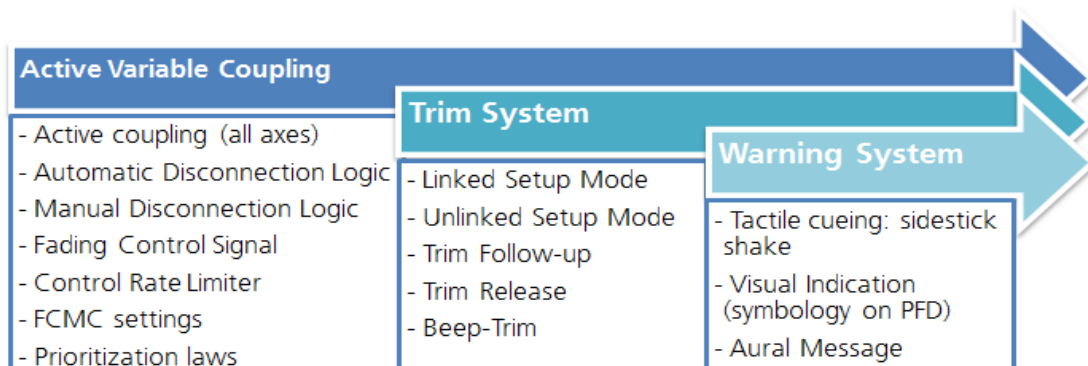 Active Variable Coupling
- Active coupling (all axes)
- Automatic Disconnection Logic
- Manual Disconnection Logic
- Fading Control Signal
- Control Rate Limiter
- FCMC settings
- Prioritization laws
Trim System
- Linked Setup Mode
- Unlinked Setup Mode
- Trim Follow-up
- Trim Release
- Beep-Trim
Warning System
- Tactile cueing: sidestick
shake
- Visual Indication
(symbology on PFD)
- Aural Message